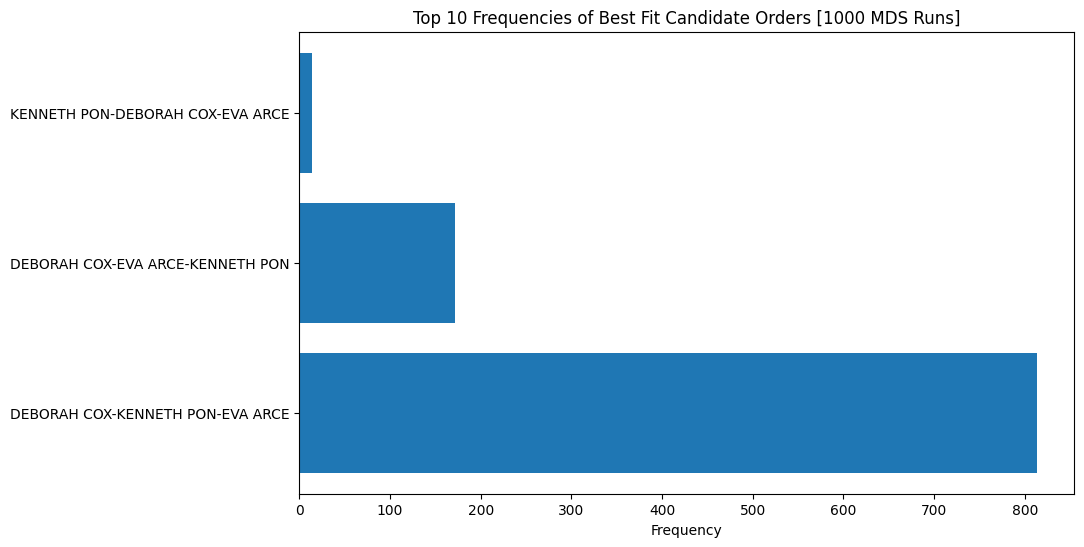 Top 10 Frequencies of Best Fit Candidate Orders [1000 MDS Runs]
KENNETH PON-DEBORAH COX-EVA ARCE
DEBORAH COX-EVA ARCE-KENNETH PON
DEBORAH COX-KENNETH PON-EVA ARCE
0 100 200 300 400 500 600 700 800
Frequency